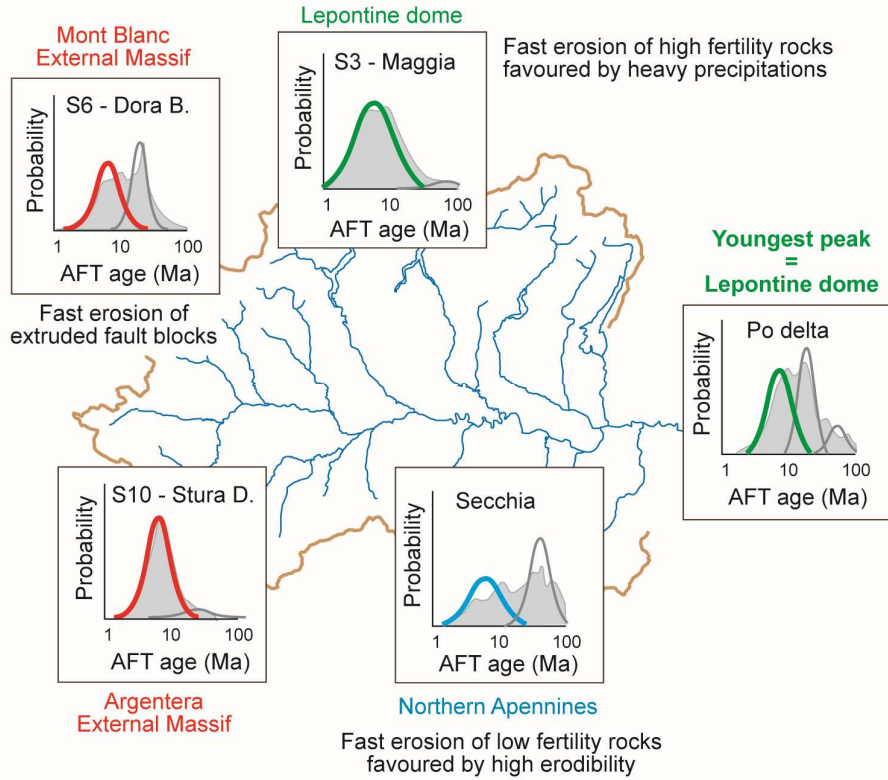 Mont Blanc
External Massif
S6 - Dora B.
Probability
1 10 100
AFT age (Ma)
Fast erosion of
extruded fault blocks
Lepontine dome
S3 - Maggia
Probability
1 10 100
AFT age (Ma)
Fast erosion of high fertility rocks
favoured by heavy precipitations
Youngest peak
=
Lepontine dome
Po delta
Probability
1 10 100
AFT age (Ma)
S10 - Stura D.
Probability
1 10 100
AFT age (Ma)
Argentera
External Massif
Secchia
Probability
1 10 100
AFT age (Ma)
Northern Apennines
Fast erosion of low fertility rocks
favoured by high erodibility